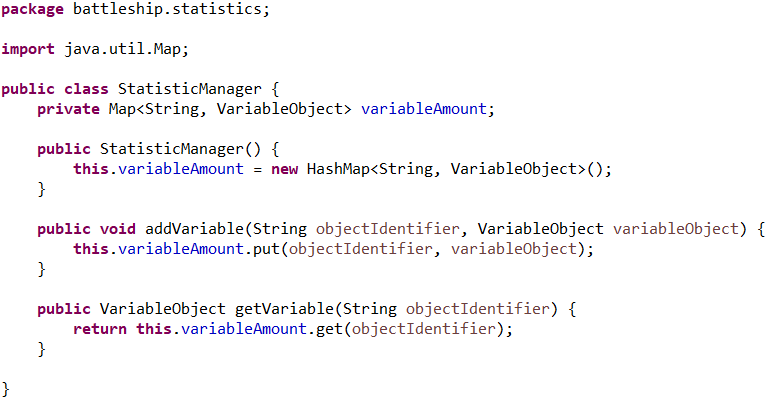 package battleship.statistics;
import java.util.Map;
public class StatisticManager {
private Map<String, VariableObject> variableAmount;
public StatisticManager() {
this.variableAmount = new HashMap<String, VariableObject>();
}
public void addVariable(String objectIdentifier, VariableObject variableObject) {
this.variableAmount.put(objectIdentifier, variableObject);
}
public VariableObject getVariable(String objectIdentifier) {
return this.variableAmount.get(objectIdentifier);
}
}